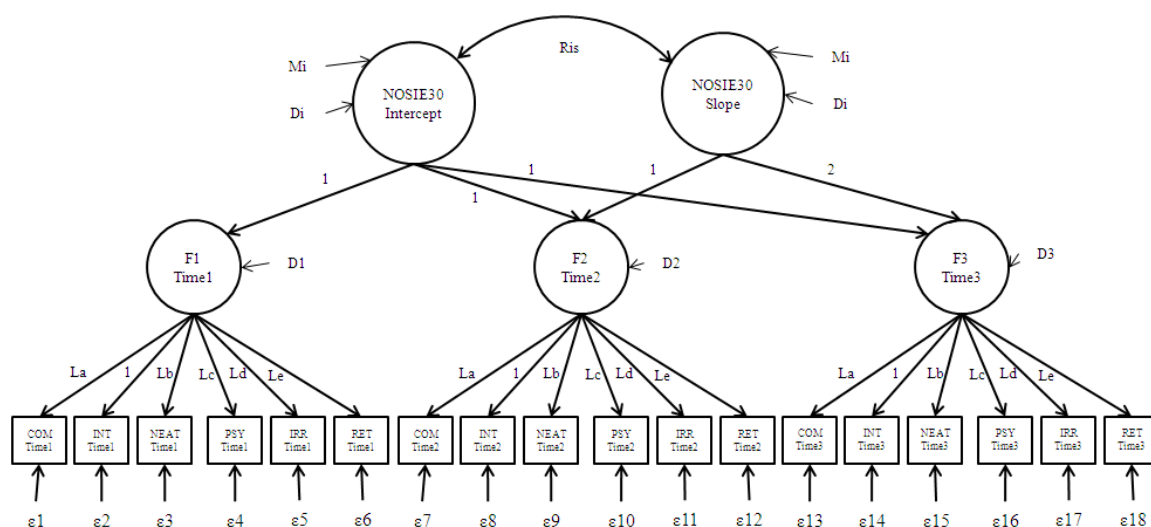 Ris
Mi
Mi
NOSIE30
Intercept
NOSIE30
Slope
Di
Di
1
1
1
1
2
F1
Time1
D1
F2
Time2
D2
F3
Time3
D3
La
1
Lb
Lc
Ld
Le
La
1
Lb
Lc
Ld
Le
La
1
Lb
Lc
Ld
Le
COM
Time1
INT
Time1
NEAT
Time1
PSY
Time1
IRR
Time1
RET
Time1
COM
Time2
INT
Time2
NEAT
Time2
PSY
Time2
IRR
Time2
RET
Time2
COM
Time3
INT
Time3
NEAT
Time3
PSY
Time3
IRR
Time3
RET
Time3
ε1
ε2
ε3
ε4
ε5
ε6
ε7
ε8
ε9
ε10
ε11
ε12
ε13
ε14
ε15
ε16
ε17
ε18